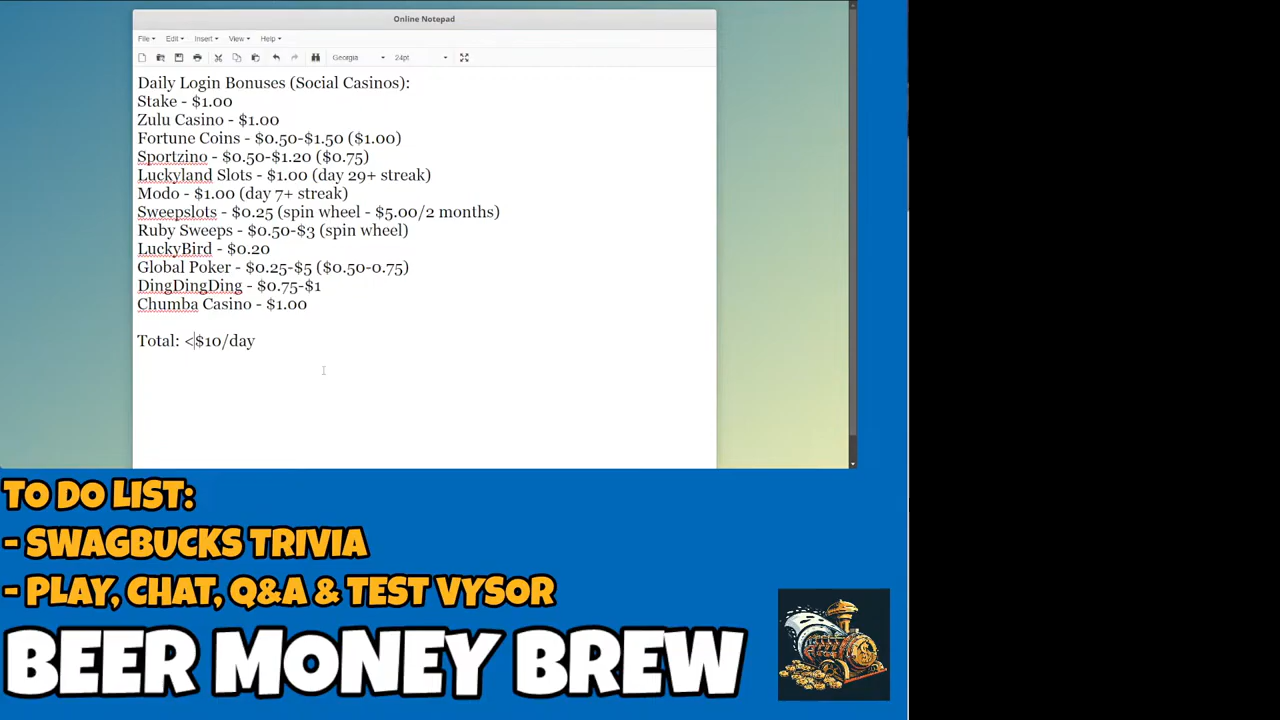 Online Notepad
File Edit Insert View Help
Georgia 24pt
Daily Login Bonuses (Social Casinos):
Stake - $1.00
Zulu Casino - $1.00
Fortune Coins - $0.50-$1.50 ($1.00)
Sportzino - $0.50-$1.20 ($0.75)
Luckyland Slots - $1.00 (day 29+ streak)
Modo - $1.00 (day 7+ streak)
Sweepslots - $0.25 (spin wheel - $5.00/2 months)
Ruby Sweeps - $0.50-$3 (spin wheel)
LuckyBird - $0.20
Global Poker - $0.25-$5 ($0.50-0.75)
DingDingDing - $0.75-$1
Chumba Casino - $1.00
Total: <$10/day
TO DO LIST:
- SWAGBUCKS TRIVIA
- PLAY, CHAT, Q&A & TEST VYSOR
BEER MONEY BREW